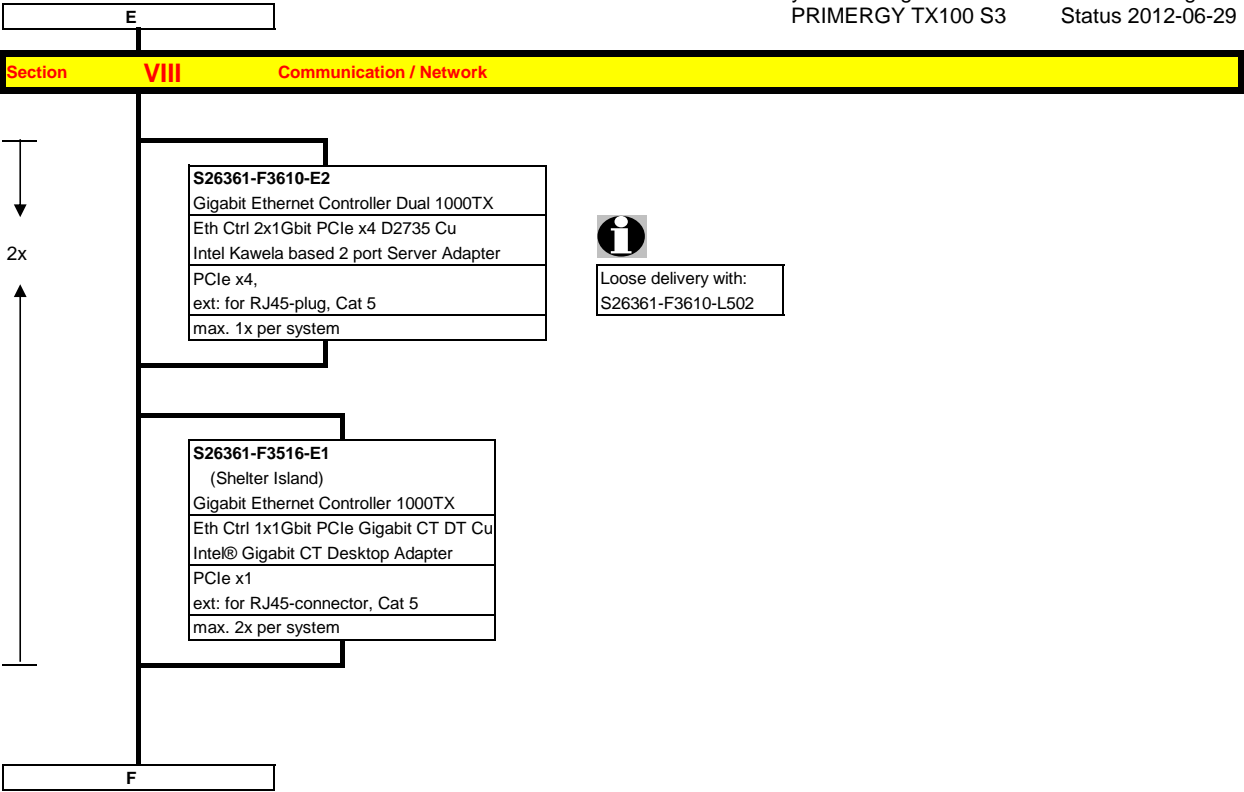 E
PRIMERGY TX100 S3 Status 2012-06-29
Section VIII Communication / Network
S26361-F3610-E2
Gigabit Ethernet Controller Dual 1000TX
Eth Ctrl 2x1Gbit PCIe x4 D2735 Cu
Intel Kawela based 2 port Server Adapter
PCIe x4,
ext: for RJ45-plug, Cat 5
max. 1x per system
2x
Loose delivery with:
S26361-F3610-L502
S26361-F3516-E1
(Shelter Island)
Gigabit Ethernet Controller 1000TX
Eth Ctrl 1x1Gbit PCIe Gigabit CT DT Cu
Intel® Gigabit CT Desktop Adapter
PCIe x1
ext: for RJ45-connector, Cat 5
max. 2x per system
F